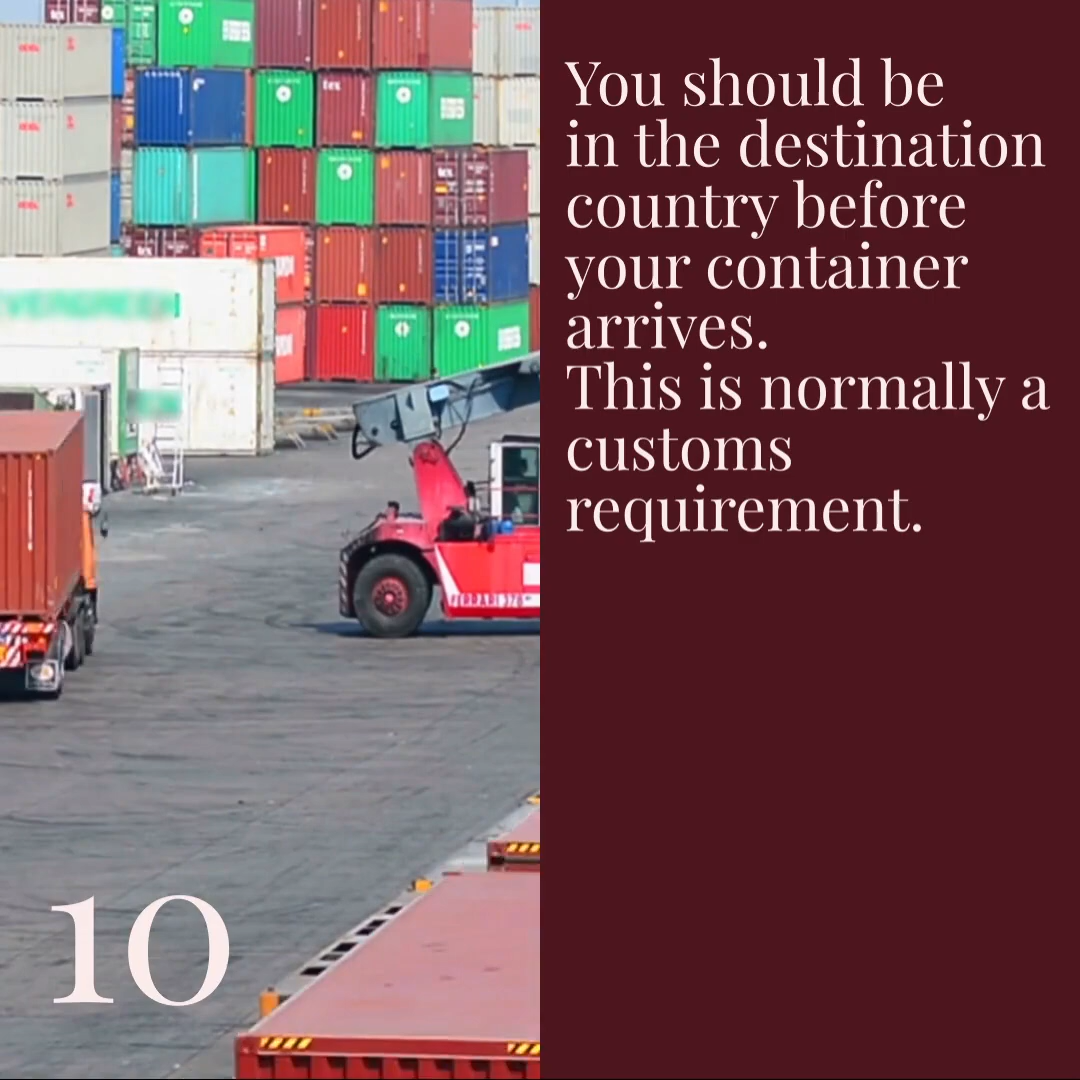 You should be
in the destination
country before
your container
arrives.
This is normally a
customs
requirement.
10